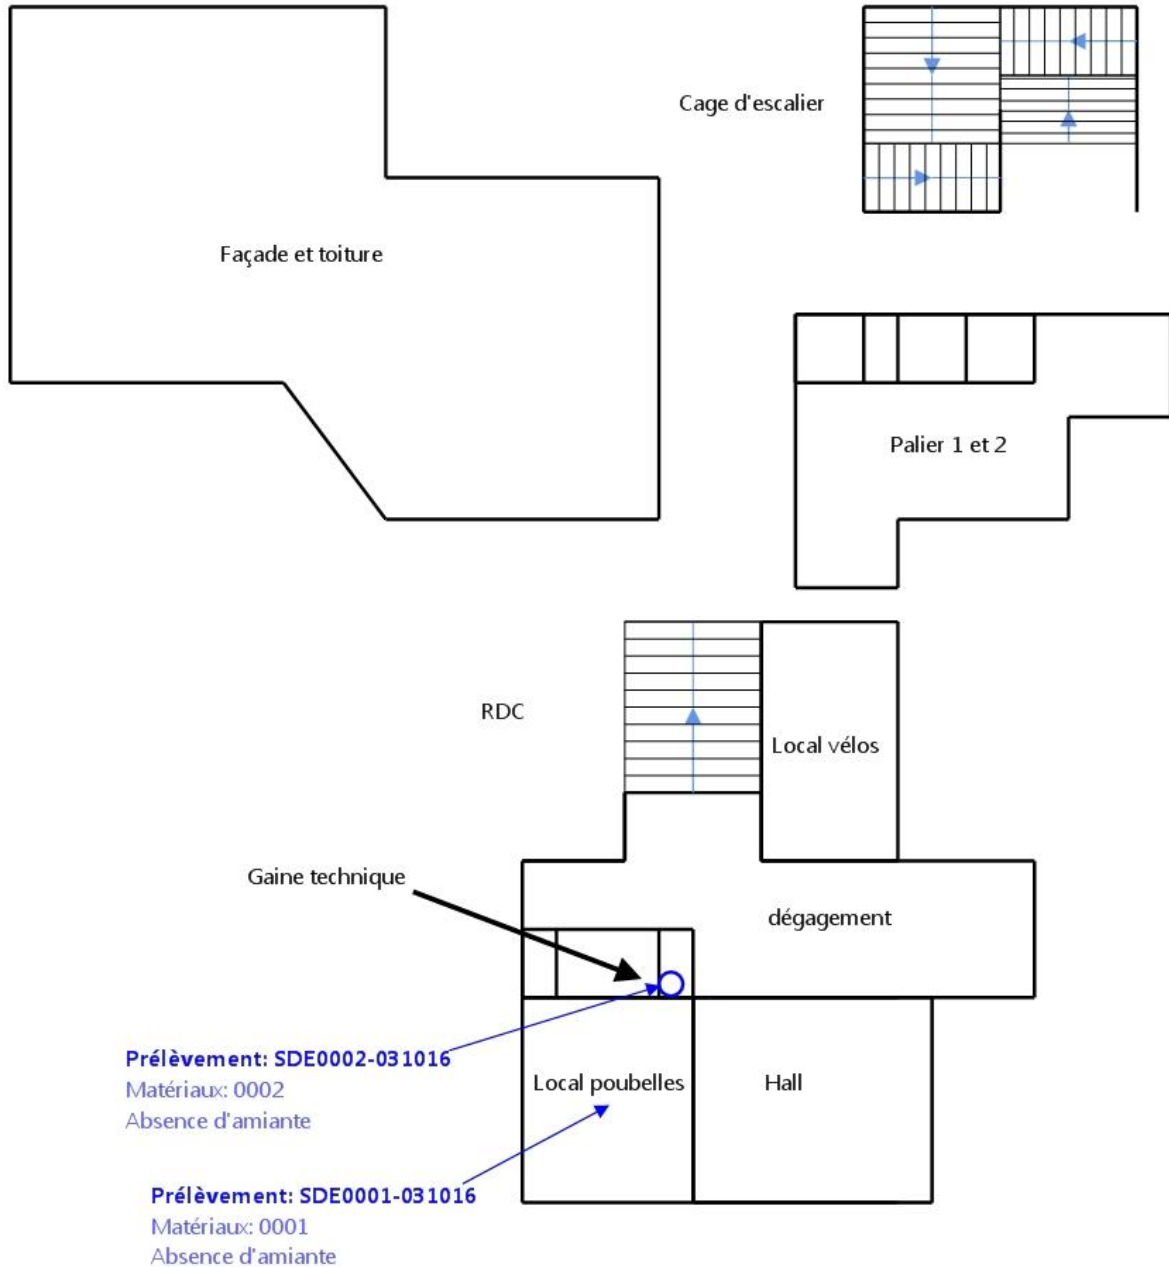 Cage d'escalier
Façade et toiture
Palier 1 et 2
RDC
Local vélos
Gaine technique
dégagement
Prélèvement: SDE0002-031016
Matériaux: 0002
Absence d'amiante
Local poubelles
Hall
Prélèvement: SDE0001-031016
Matériaux: 0001
Absence d'amiante